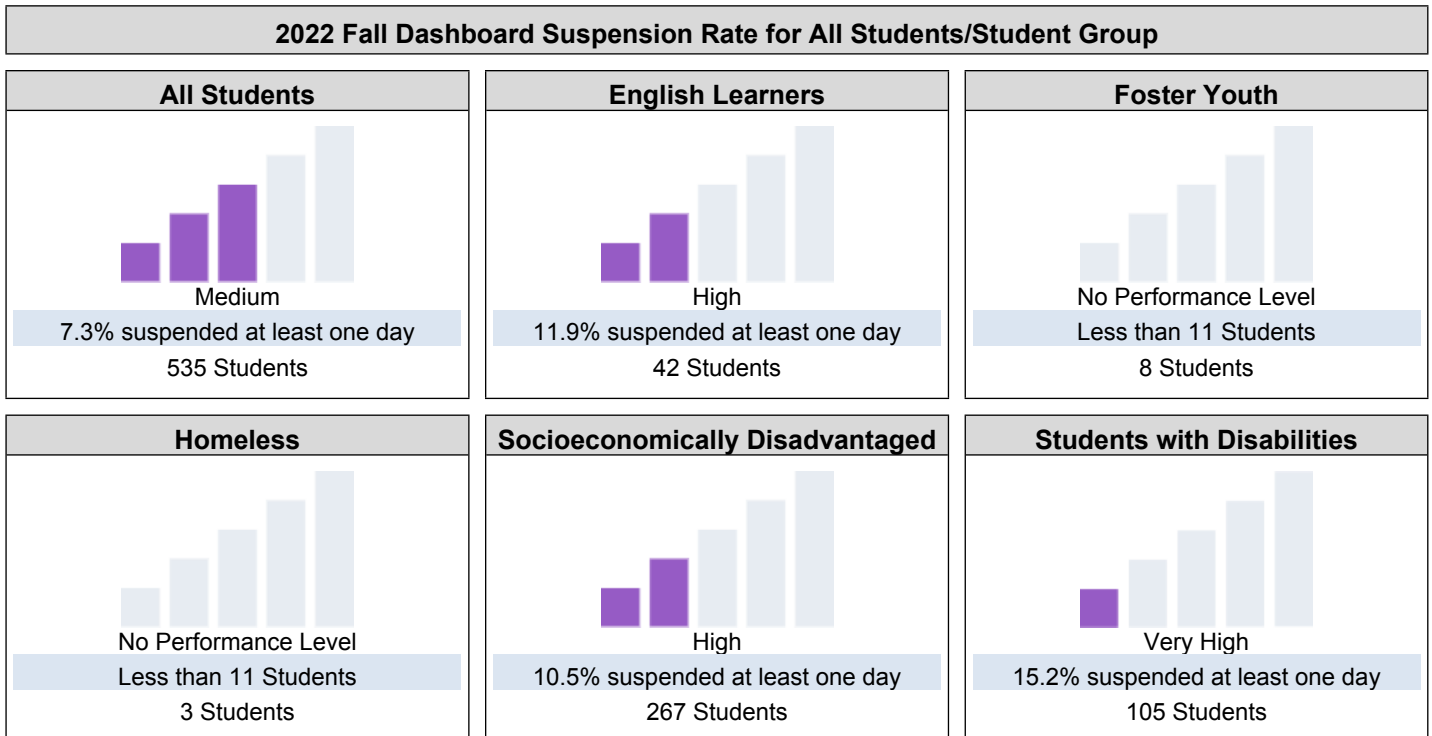 2022 Fall Dashboard Suspension Rate for All Students/Student Group
All Students
Medium
7.3% suspended at least one day
535 Students
English Learners
High
11.9% suspended at least one day
42 Students
Foster Youth
No Performance Level
Less than 11 Students
8 Students
Homeless
No Performance Level
Less than 11 Students
3 Students
Socioeconomically Disadvantaged
High
10.5% suspended at least one day
267 Students
Students with Disabilities
Very High
15.2% suspended at least one day
105 Students